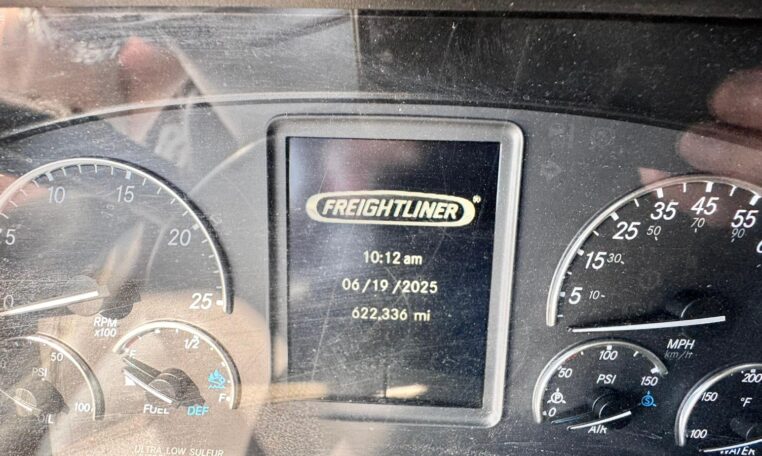 FREIGHTLINER®
10:12 am
06/19/2025
622,336 mi
5 10 15 20 25
0
RPM
x100
50
PSI
100
1/2
F
FUEL
DEF
ULTRA LOW SULFUR
5 15 25 35 45 55
10 30 50 70 90
MPH
km/h
0 50 100 150
PSI
P
S
AIR
100 150 200
°F
WATER